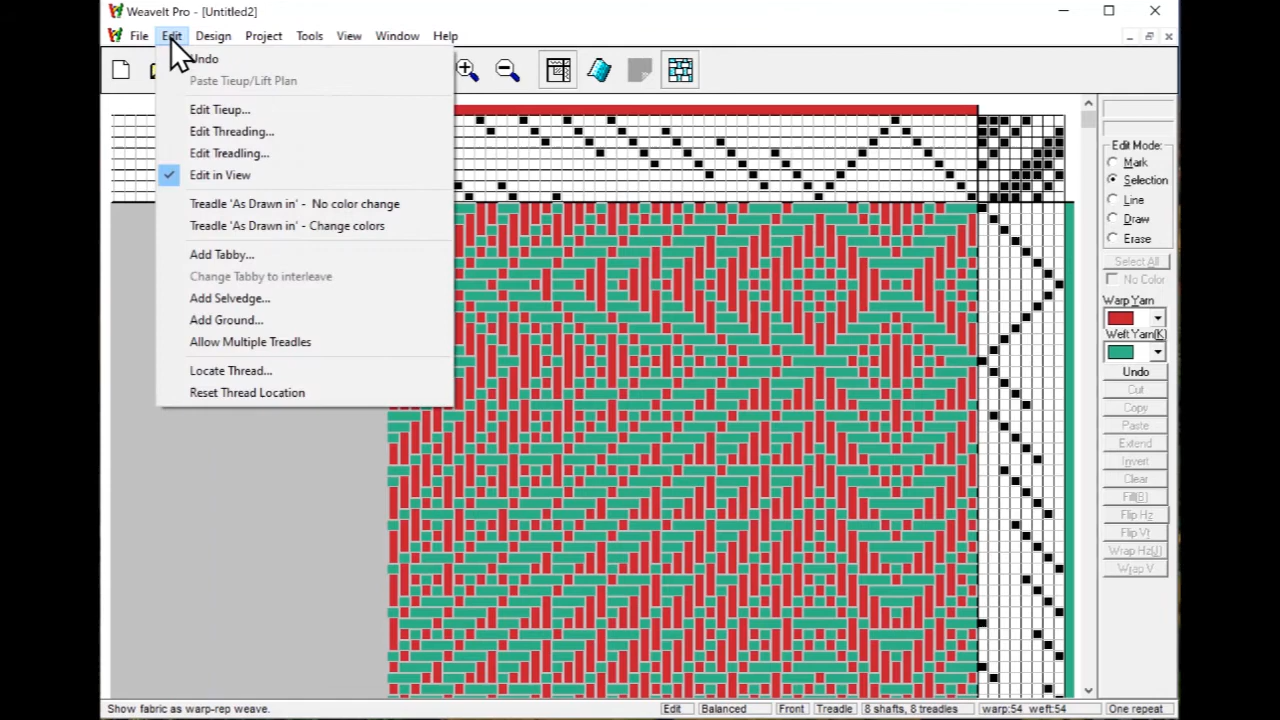 WeaveIt Pro - [Untitled2]
File Edit Design Project Tools View Window Help
Undo
Paste Tieup/Lift Plan
Edit Tieup...
Edit Threading...
Edit Treadling...
Edit in View
Treadle 'As Drawn in' - No color change
Treadle 'As Drawn in' - Change colors
Add Tabby...
Change Tabby to interleave
Add Selvedge...
Add Ground...
Allow Multiple Treadles
Locate Thread...
Reset Thread Location
Edit Mode:
Mark
Selection
Line
Draw
Erase
Select All
No Color
Warp Yarn
Weft Yarn(K)
Undo
Cut
Copy
Paste
Extend
Invert
Clear
Fill(B)
Flip Hz
Flip Vt
Wrap Hz(J)
Wrap V
Show fabric as warp-rep weave. Edit Balanced Front Treadle 8 shafts, 8 treadles warp:54 weft:54 One repeat